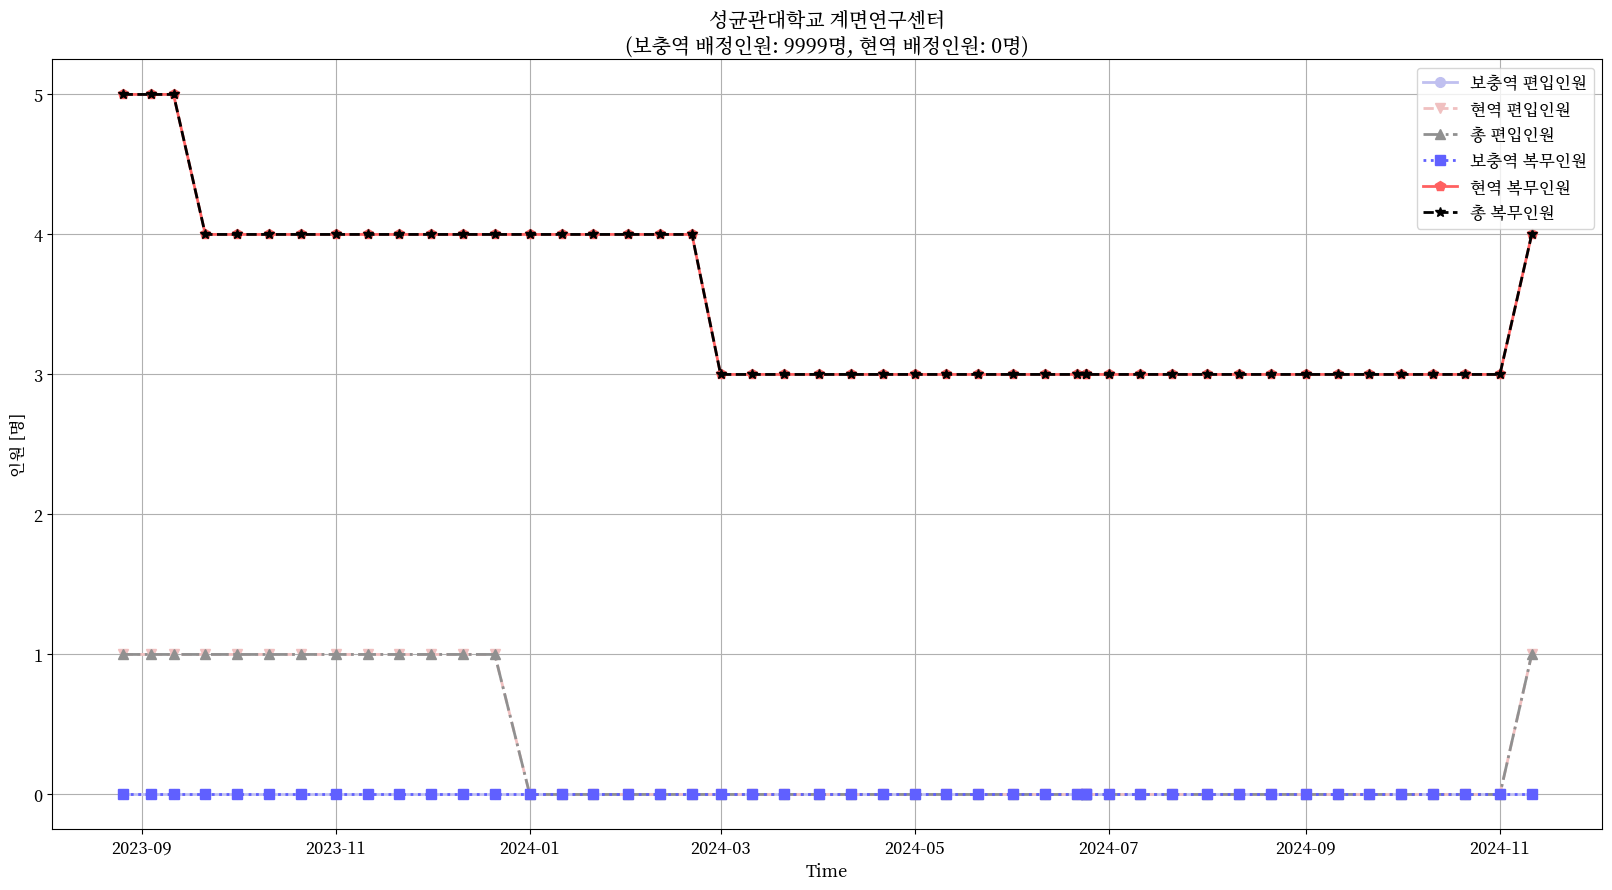 성균관대학교 계면연구센터
(보충역 배정인원: 9999명, 현역 배정인원: 0명)
보충역 편입인원
현역 편입인원
총 편입인원
보충역 복무인원
현역 복무인원
총 복무인원
인원 [명]
5
4
3
2
1
0
2023-09 2023-11 2024-01 2024-03 2024-05 2024-07 2024-09 2024-11
Time